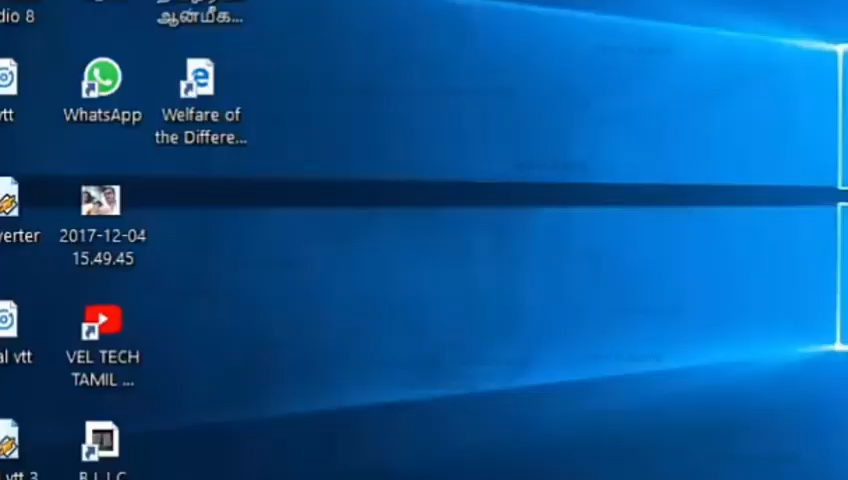 dio 8
ஆன்மீக...
vtt
WhatsApp
Welfare of
the Differe...
verter
2017-12-04
15.49.45
al vtt
VEL TECH
TAMIL ...
vtt 3